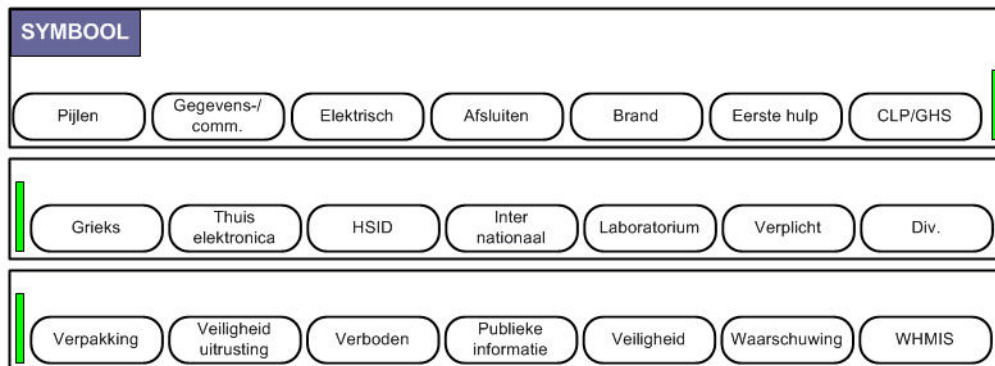 SYMBOOL
Pijlen
Gegevens-/
comm.
Elektrisch
Afsluiten
Brand
Eerste hulp
CLP/GHS
Grieks
Thuis
elektronica
HSID
Inter
nationaal
Laboratorium
Verplicht
Div.
Verpakking
Veiligheid
uitrusting
Verboden
Publieke
informatie
Veiligheid
Waarschuwing
WHMIS